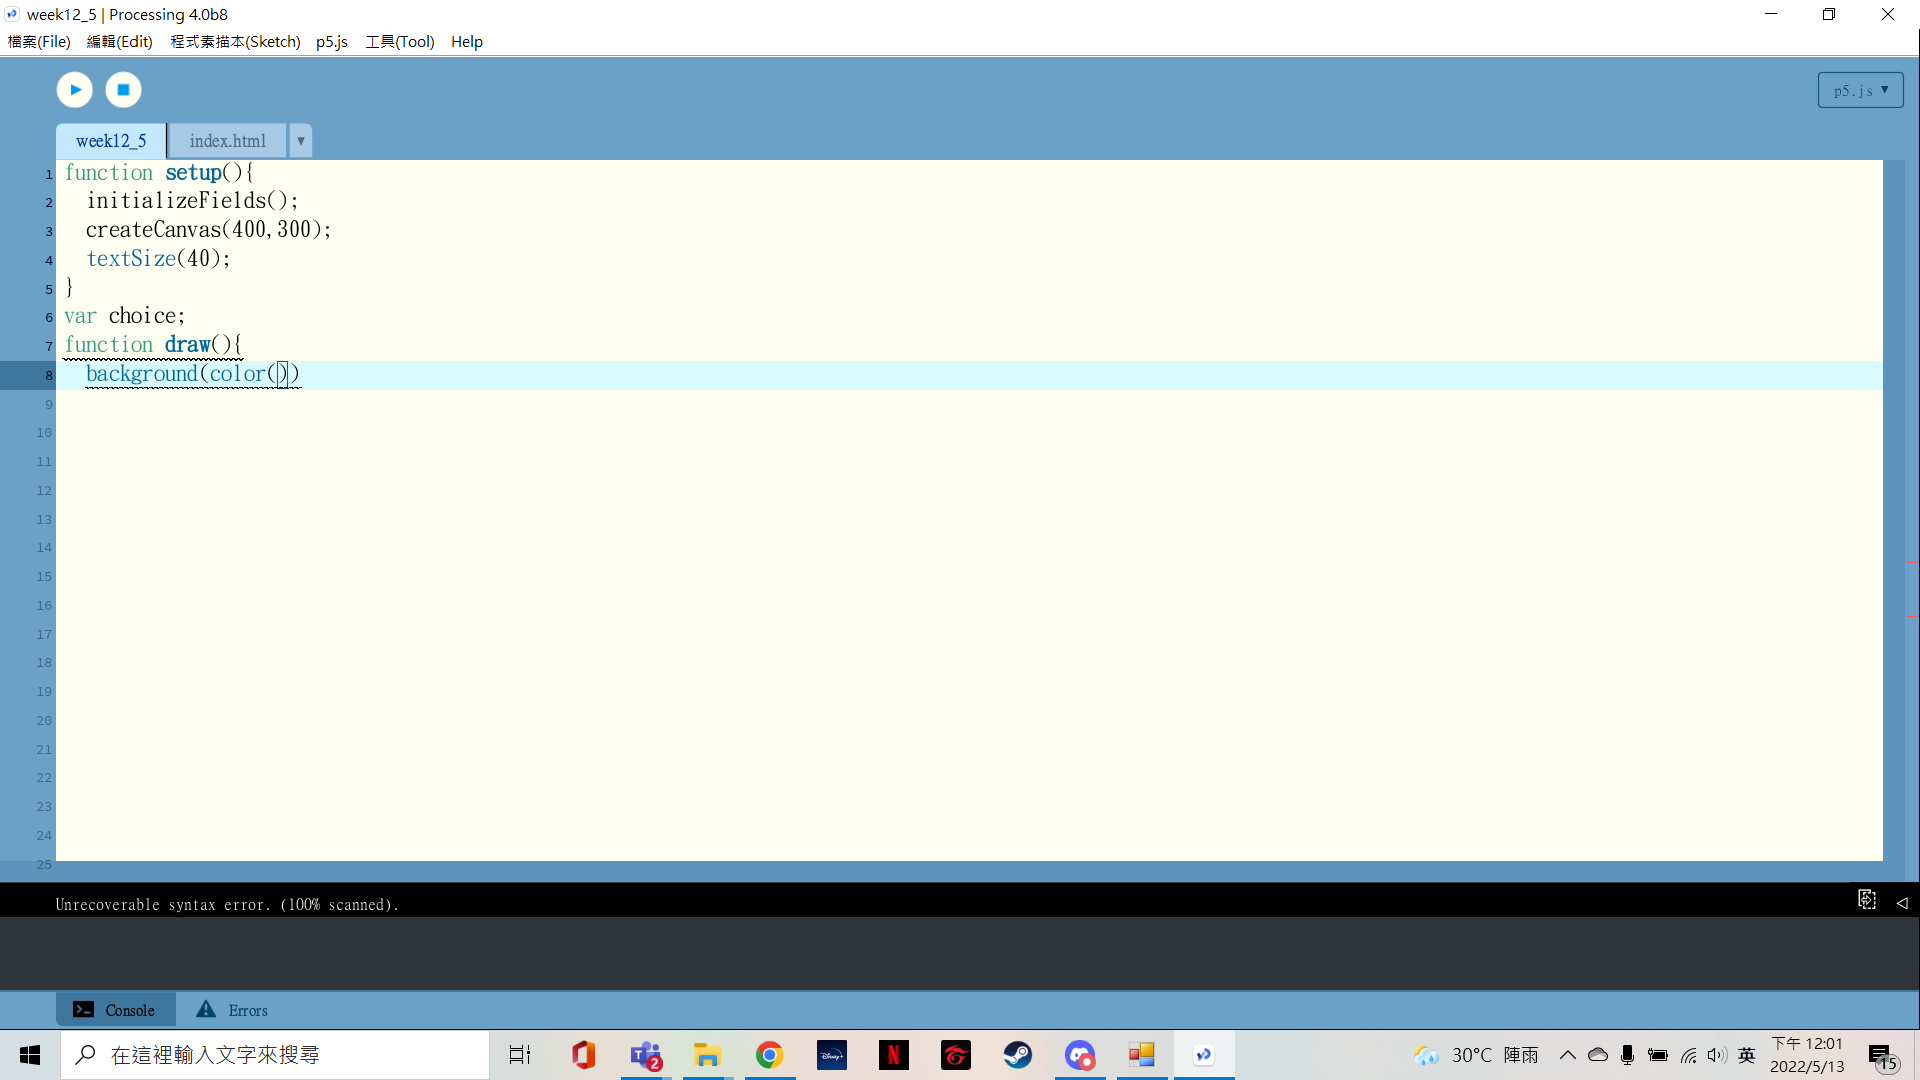 week12_5 | Processing 4.0b8
檔案(File) 編輯(Edit) 程式素描本(Sketch) p5.js 工具(Tool) Help
p5.js ▼
week12_5 index.html ▼
1 function setup(){
2 initializeFields();
3 createCanvas(400,300);
4 textSize(40);
5 }
6 var choice;
7 function draw(){
8 background(color())
9
10
11
12
13
14
15
16
17
18
19
20
21
22
23
24
25
Unrecoverable syntax error. (100% scanned).
Console Errors
在這裡輸入文字來搜尋 2 Disney+ N 30°C 陣雨 英 下午 12:01
2022/5/13 15